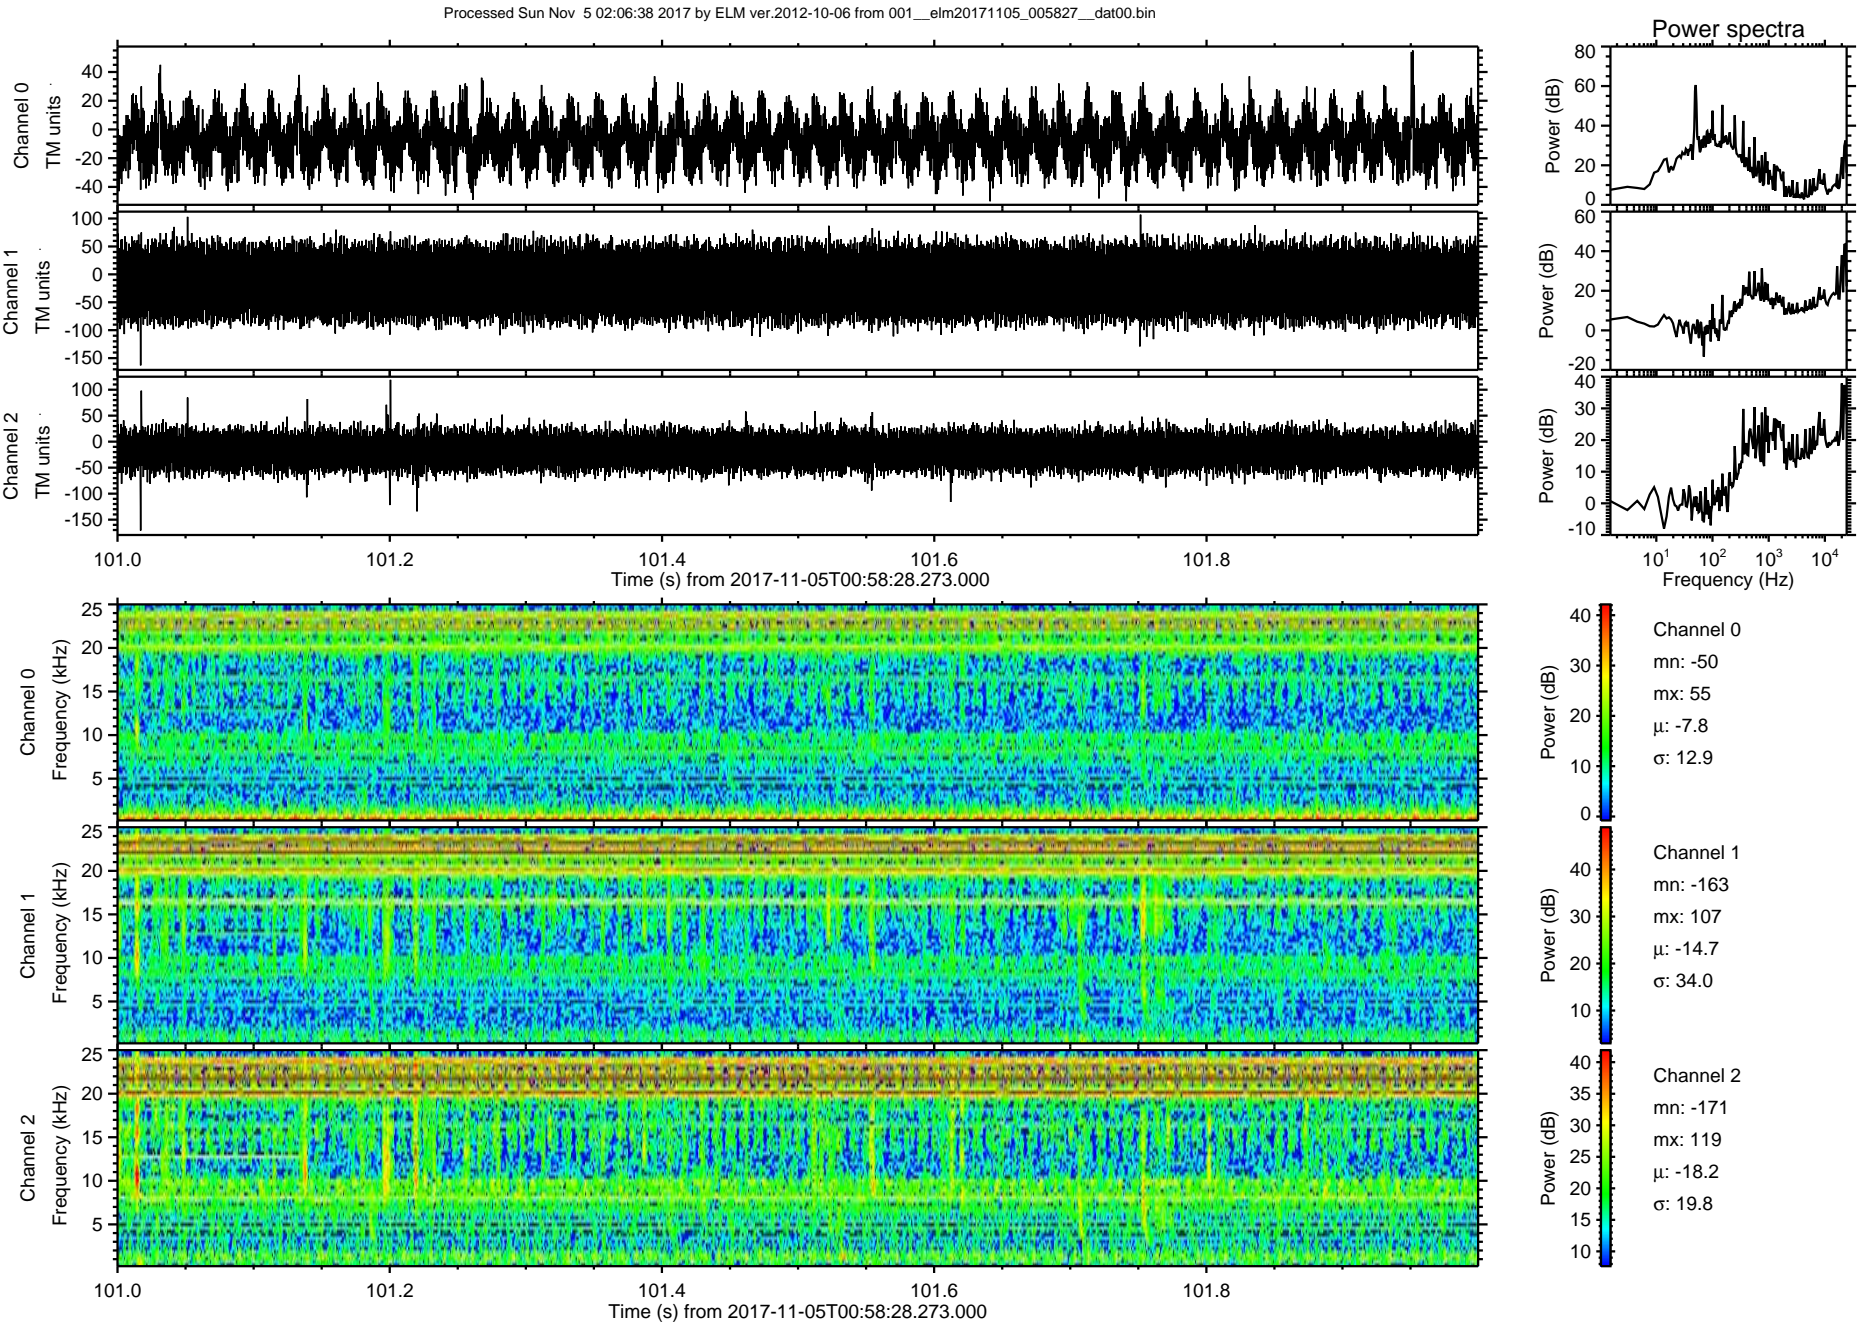 Processed Sun Nov  5 02:06:38 2017 by ELM ver.2012-10-06 from 001__elm20171105_005827__dat00.bin
Power spectra
Channel 0
TM units
40
20
0
-20
-40
Power (dB)
80
60
40
20
0
Channel 1
TM units
100
50
0
-50
-100
-150
Power (dB)
60
40
20
0
-20
Channel 2
TM units
100
50
0
-50
-100
-150
Power (dB)
40
30
20
10
0
-10
101.0 101.2 101.4 101.6 101.8
Time (s) from 2017-11-05T00:58:28.273.000
10¹ 10² 10³ 10⁴
Frequency (Hz)
Channel 0
Frequency (kHz)
25
20
15
10
5
Power (dB)
40
30
20
10
0
Channel 0
mn: -50
mx: 55
μ: -7.8
σ: 12.9
Channel 1
Frequency (kHz)
25
20
15
10
5
Power (dB)
40
30
20
10
Channel 1
mn: -163
mx: 107
μ: -14.7
σ: 34.0
Channel 2
Frequency (kHz)
25
20
15
10
5
Power (dB)
40
35
30
25
20
15
10
Channel 2
mn: -171
mx: 119
μ: -18.2
σ: 19.8
101.0 101.2 101.4 101.6 101.8
Time (s) from 2017-11-05T00:58:28.273.000